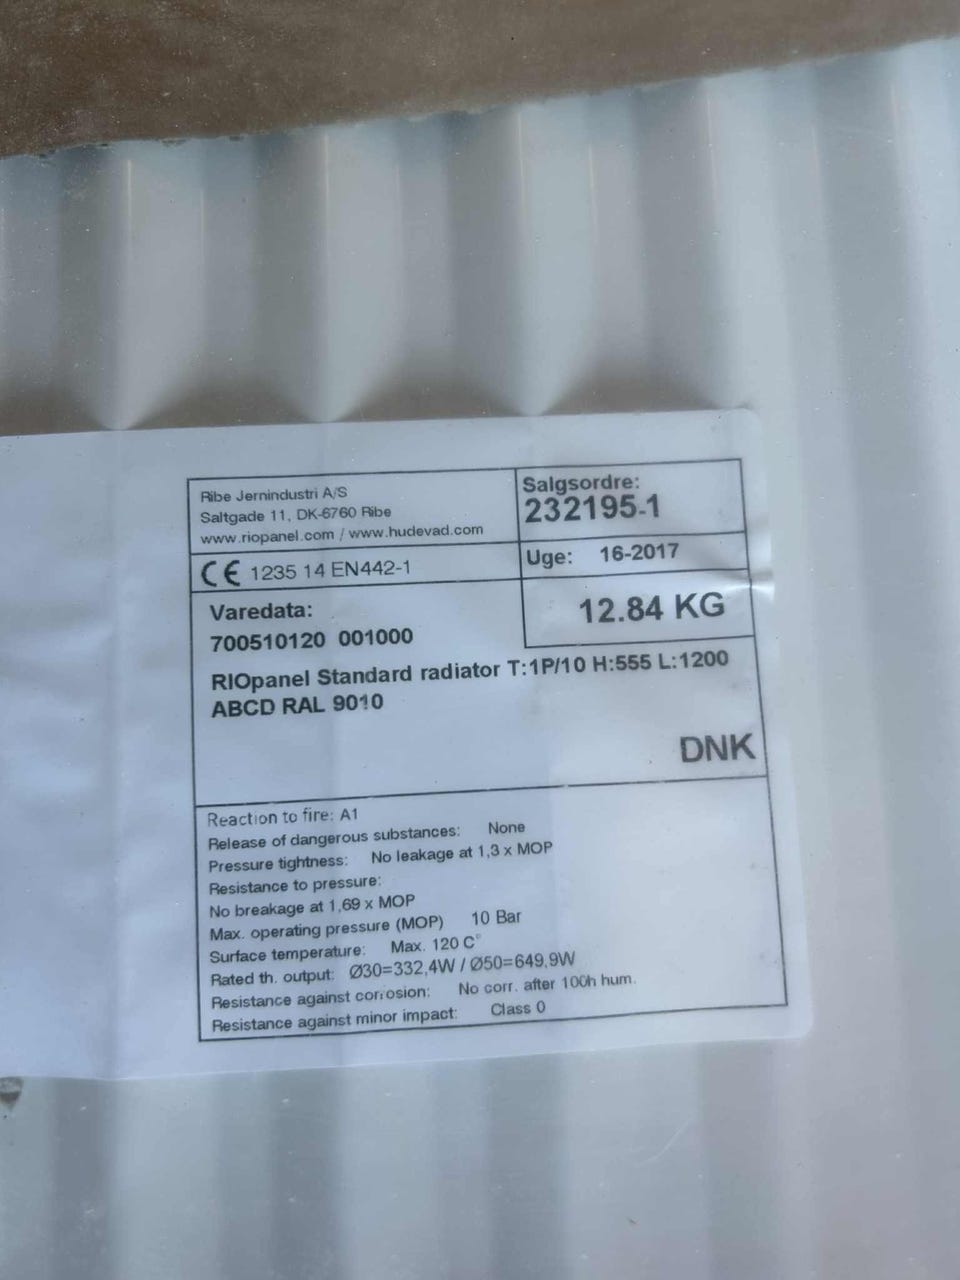 Ribe Jernindustri A/S
Saltgade 11, DK-6760 Ribe
www.riopanel.com / www.hudevad.com
Salgsordre:
232195-1
Uge: 16-2017
CE 1235 14 EN442-1
12.84 KG
Varedata:
700510120 001000
RIOpanel Standard radiator T:1P/10 H:555 L:1200
ABCD RAL 9010
DNK
Reaction to fire: A1
Release of dangerous substances: None
Pressure tightness: No leakage at 1,3 x MOP
Resistance to pressure:
No breakage at 1,69 x MOP
Max. operating pressure (MOP) 10 Bar
Surface temperature: Max. 120 C°
Rated th. output: Ø30=332,4W / Ø50=649,9W
Resistance against corrosion: No corr. after 100h hum.
Resistance against minor impact: Class 0